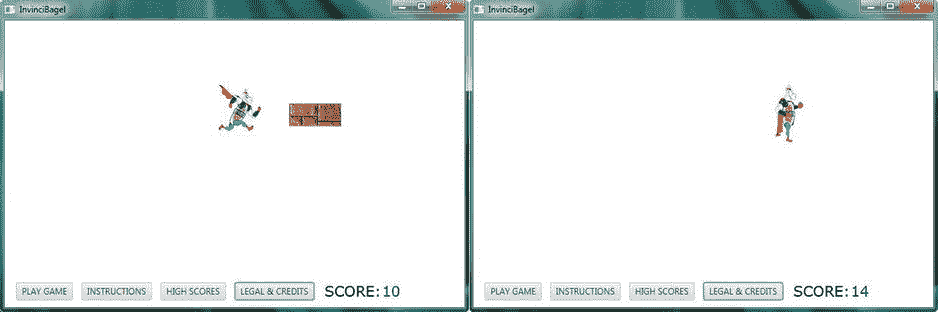 InvinciBagel
PLAY GAME INSTRUCTIONS HIGH SCORES LEGAL & CREDITS SCORE:10
InvinciBagel
PLAY GAME INSTRUCTIONS HIGH SCORES LEGAL & CREDITS SCORE:14